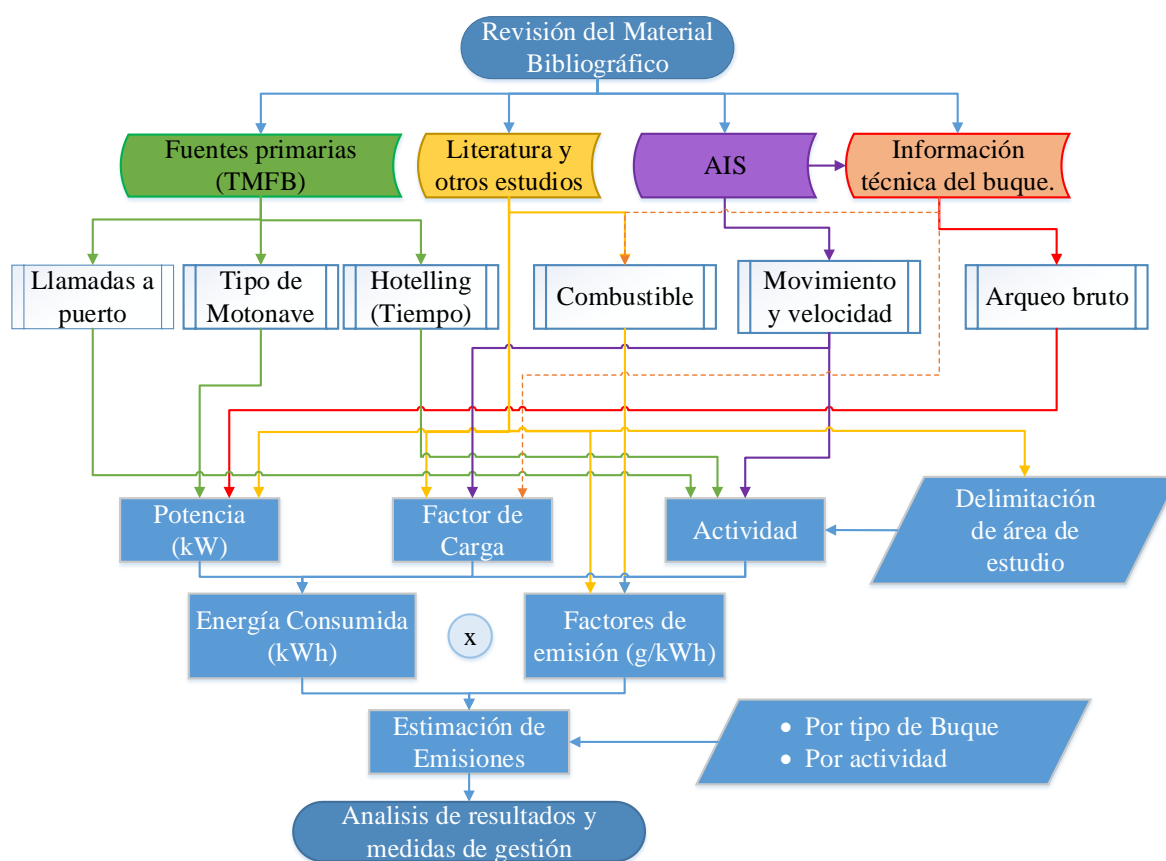 Revisión del Material
Bibliográfico
Fuentes primarias
(TMFB)
Literatura y
otros estudios
AIS
Información
técnica del buque.
Llamadas a
puerto
Tipo de
Motonave
Hotelling
(Tiempo)
Combustible
Movimiento
y velocidad
Arqueo bruto
Potencia
(kW)
Factor de
Carga
Actividad
Delimitación
de área de
estudio
Energía Consumida
(kWh)
x
Factores de
emisión (g/kWh)
Estimación de
Emisiones
• Por tipo de Buque
• Por actividad
Analisis de resultados y
medidas de gestión